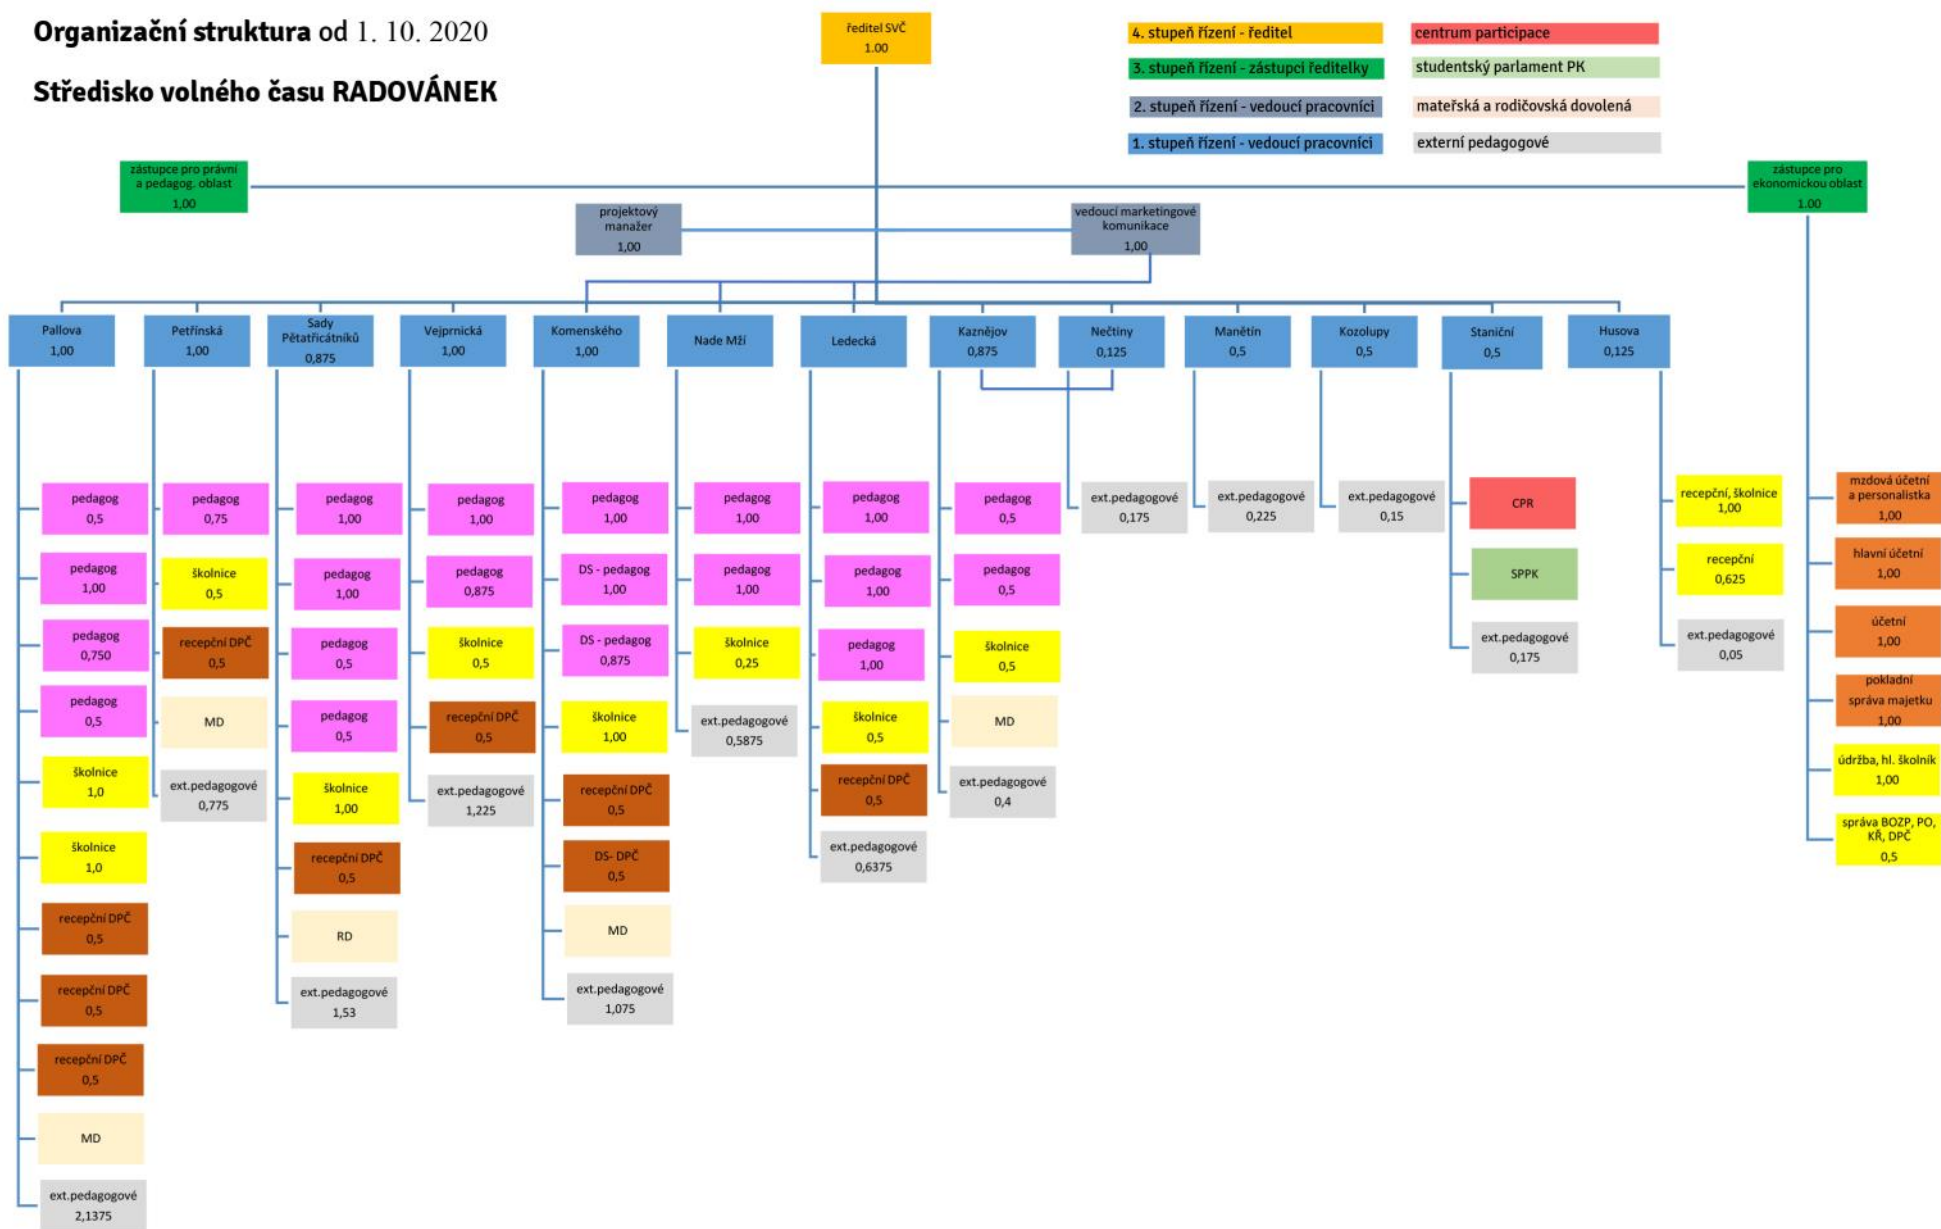 Organizační struktura od 1. 10. 2020
Středisko volného času RADOVÁNEK
ředitel SVČ
1.00
4. stupeň řízení - ředitel
3. stupeň řízení - zástupci ředitelky
2. stupeň řízení - vedoucí pracovníci
1. stupeň řízení - vedoucí pracovníci
centrum participace
studentský parlament PK
mateřská a rodičovská dovolená
externí pedagogové
zástupce pro právní
a pedagog. oblast
1,00
zástupce pro
ekonomickou oblast
1.00
projektový
manažer
1,00
vedoucí marketingové
komunikace
1,00
Pallova
1,00
Petřínská
1,00
Sady
Pětatřicátníků
0,875
Vejprnická
1,00
Komenského
1,00
Nade Mží
Ledecká
Kaznějov
0,875
Nečtiny
0,125
Manětín
0,5
Kozolupy
0,5
Staniční
0,5
Husova
0,125
pedagog
0,5
pedagog
1,00
pedagog
0,750
pedagog
0,5
školnice
1,0
školnice
1,0
recepční DPČ
0,5
recepční DPČ
0,5
recepční DPČ
0,5
MD
ext.pedagogové
2,1375
pedagog
0,75
školnice
0,5
recepční DPČ
0,5
MD
ext.pedagogové
0,775
pedagog
1,00
pedagog
1,00
pedagog
0,5
pedagog
0,5
školnice
1,00
recepční DPČ
0,5
RD
ext.pedagogové
1,53
pedagog
1,00
pedagog
0,875
školnice
0,5
recepční DPČ
0,5
ext.pedagogové
1,225
pedagog
1,00
DS - pedagog
1,00
DS - pedagog
0,875
školnice
1,00
recepční DPČ
0,5
DS- DPČ
0,5
MD
ext.pedagogové
1,075
pedagog
1,00
pedagog
1,00
školnice
0,25
ext.pedagogové
0,5875
pedagog
1,00
pedagog
1,00
pedagog
1,00
školnice
0,5
recepční DPČ
0,5
ext.pedagogové
0,6375
pedagog
0,5
pedagog
0,5
školnice
0,5
MD
ext.pedagogové
0,4
ext.pedagogové
0,175
ext.pedagogové
0,225
ext.pedagogové
0,15
CPR
SPPK
ext.pedagogové
0,175
recepční, školnice
1,00
recepční
0,625
ext.pedagogové
0,05
mzdová účetní
a personalistka
1,00
hlavní účetní
1,00
účetní
1,00
pokladní
správa majetku
1,00
údržba, hl. školník
1,00
správa BOZP, PO,
KŘ, DPČ
0,5